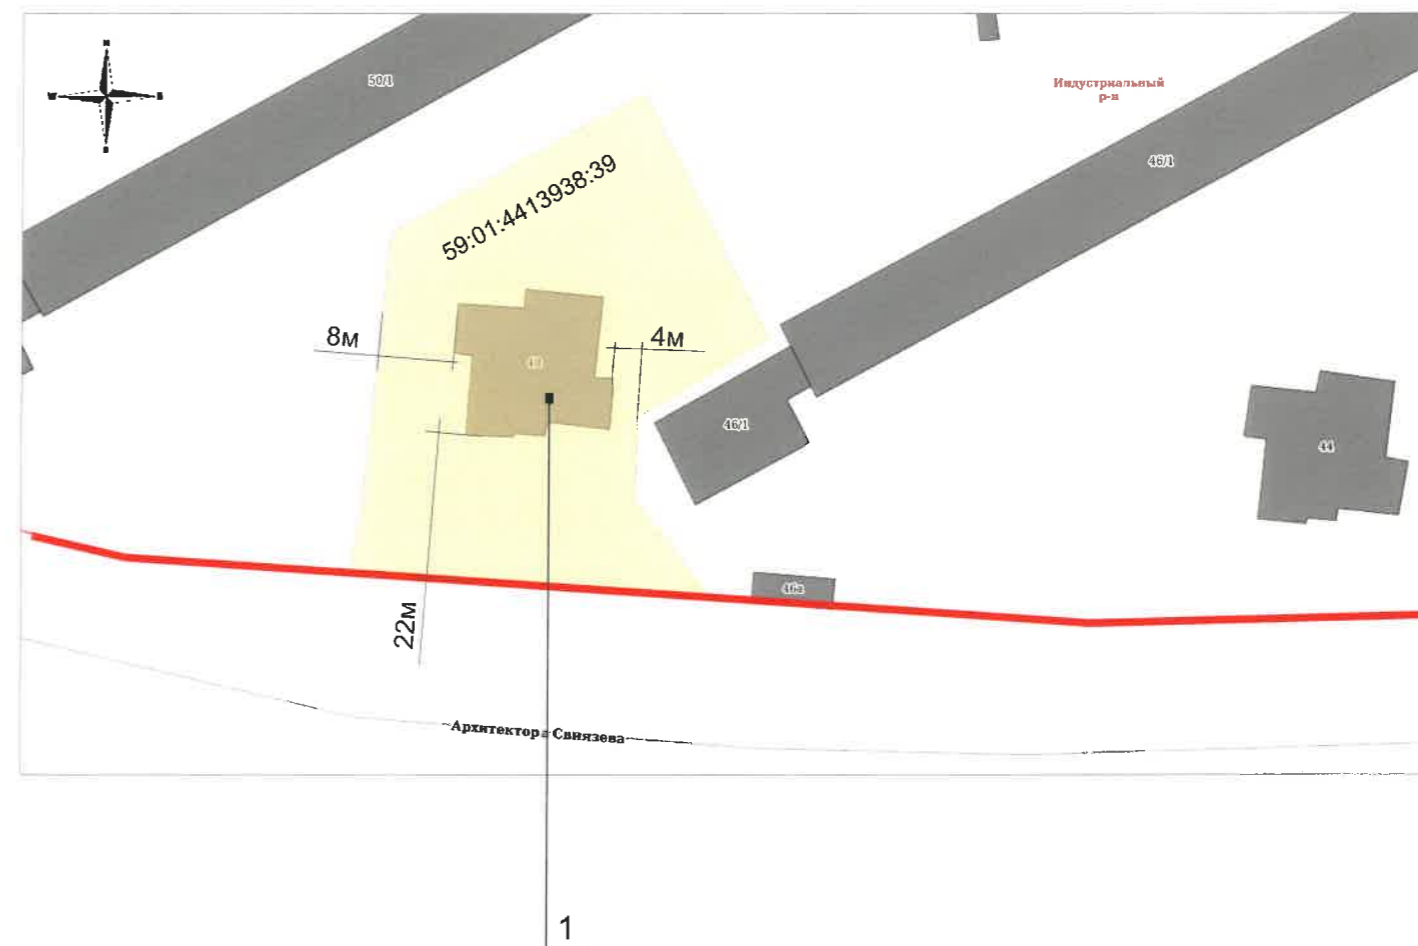 N
50/1
Индустриальный
р-н
W
46/1
59:01:4413938:39
8м
4м
46/1
44
46а
22м
Архитектора Свиязева
1